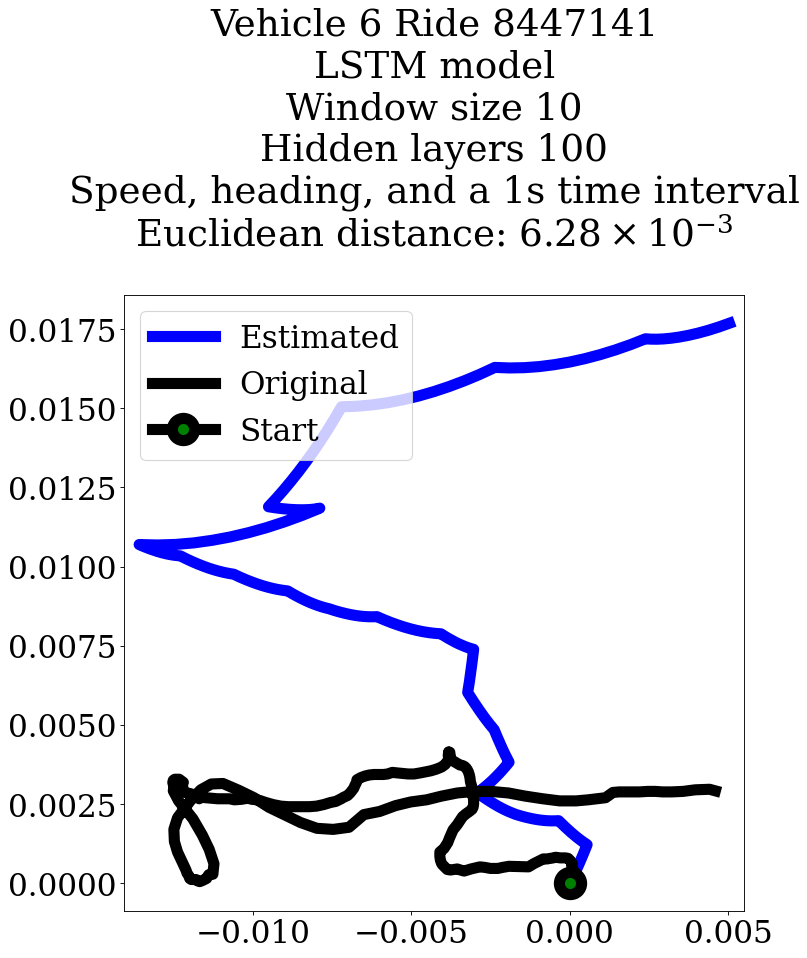 Vehicle 6 Ride 8447141
LSTM model
Window size 10
Hidden layers 100
Speed, heading, and a 1s time interval
Euclidean distance: 6.28 × 10⁻³
Estimated
Original
Start
0.0175
0.0150
0.0125
0.0100
0.0075
0.0050
0.0025
0.0000
−0.010 −0.005 0.000 0.005